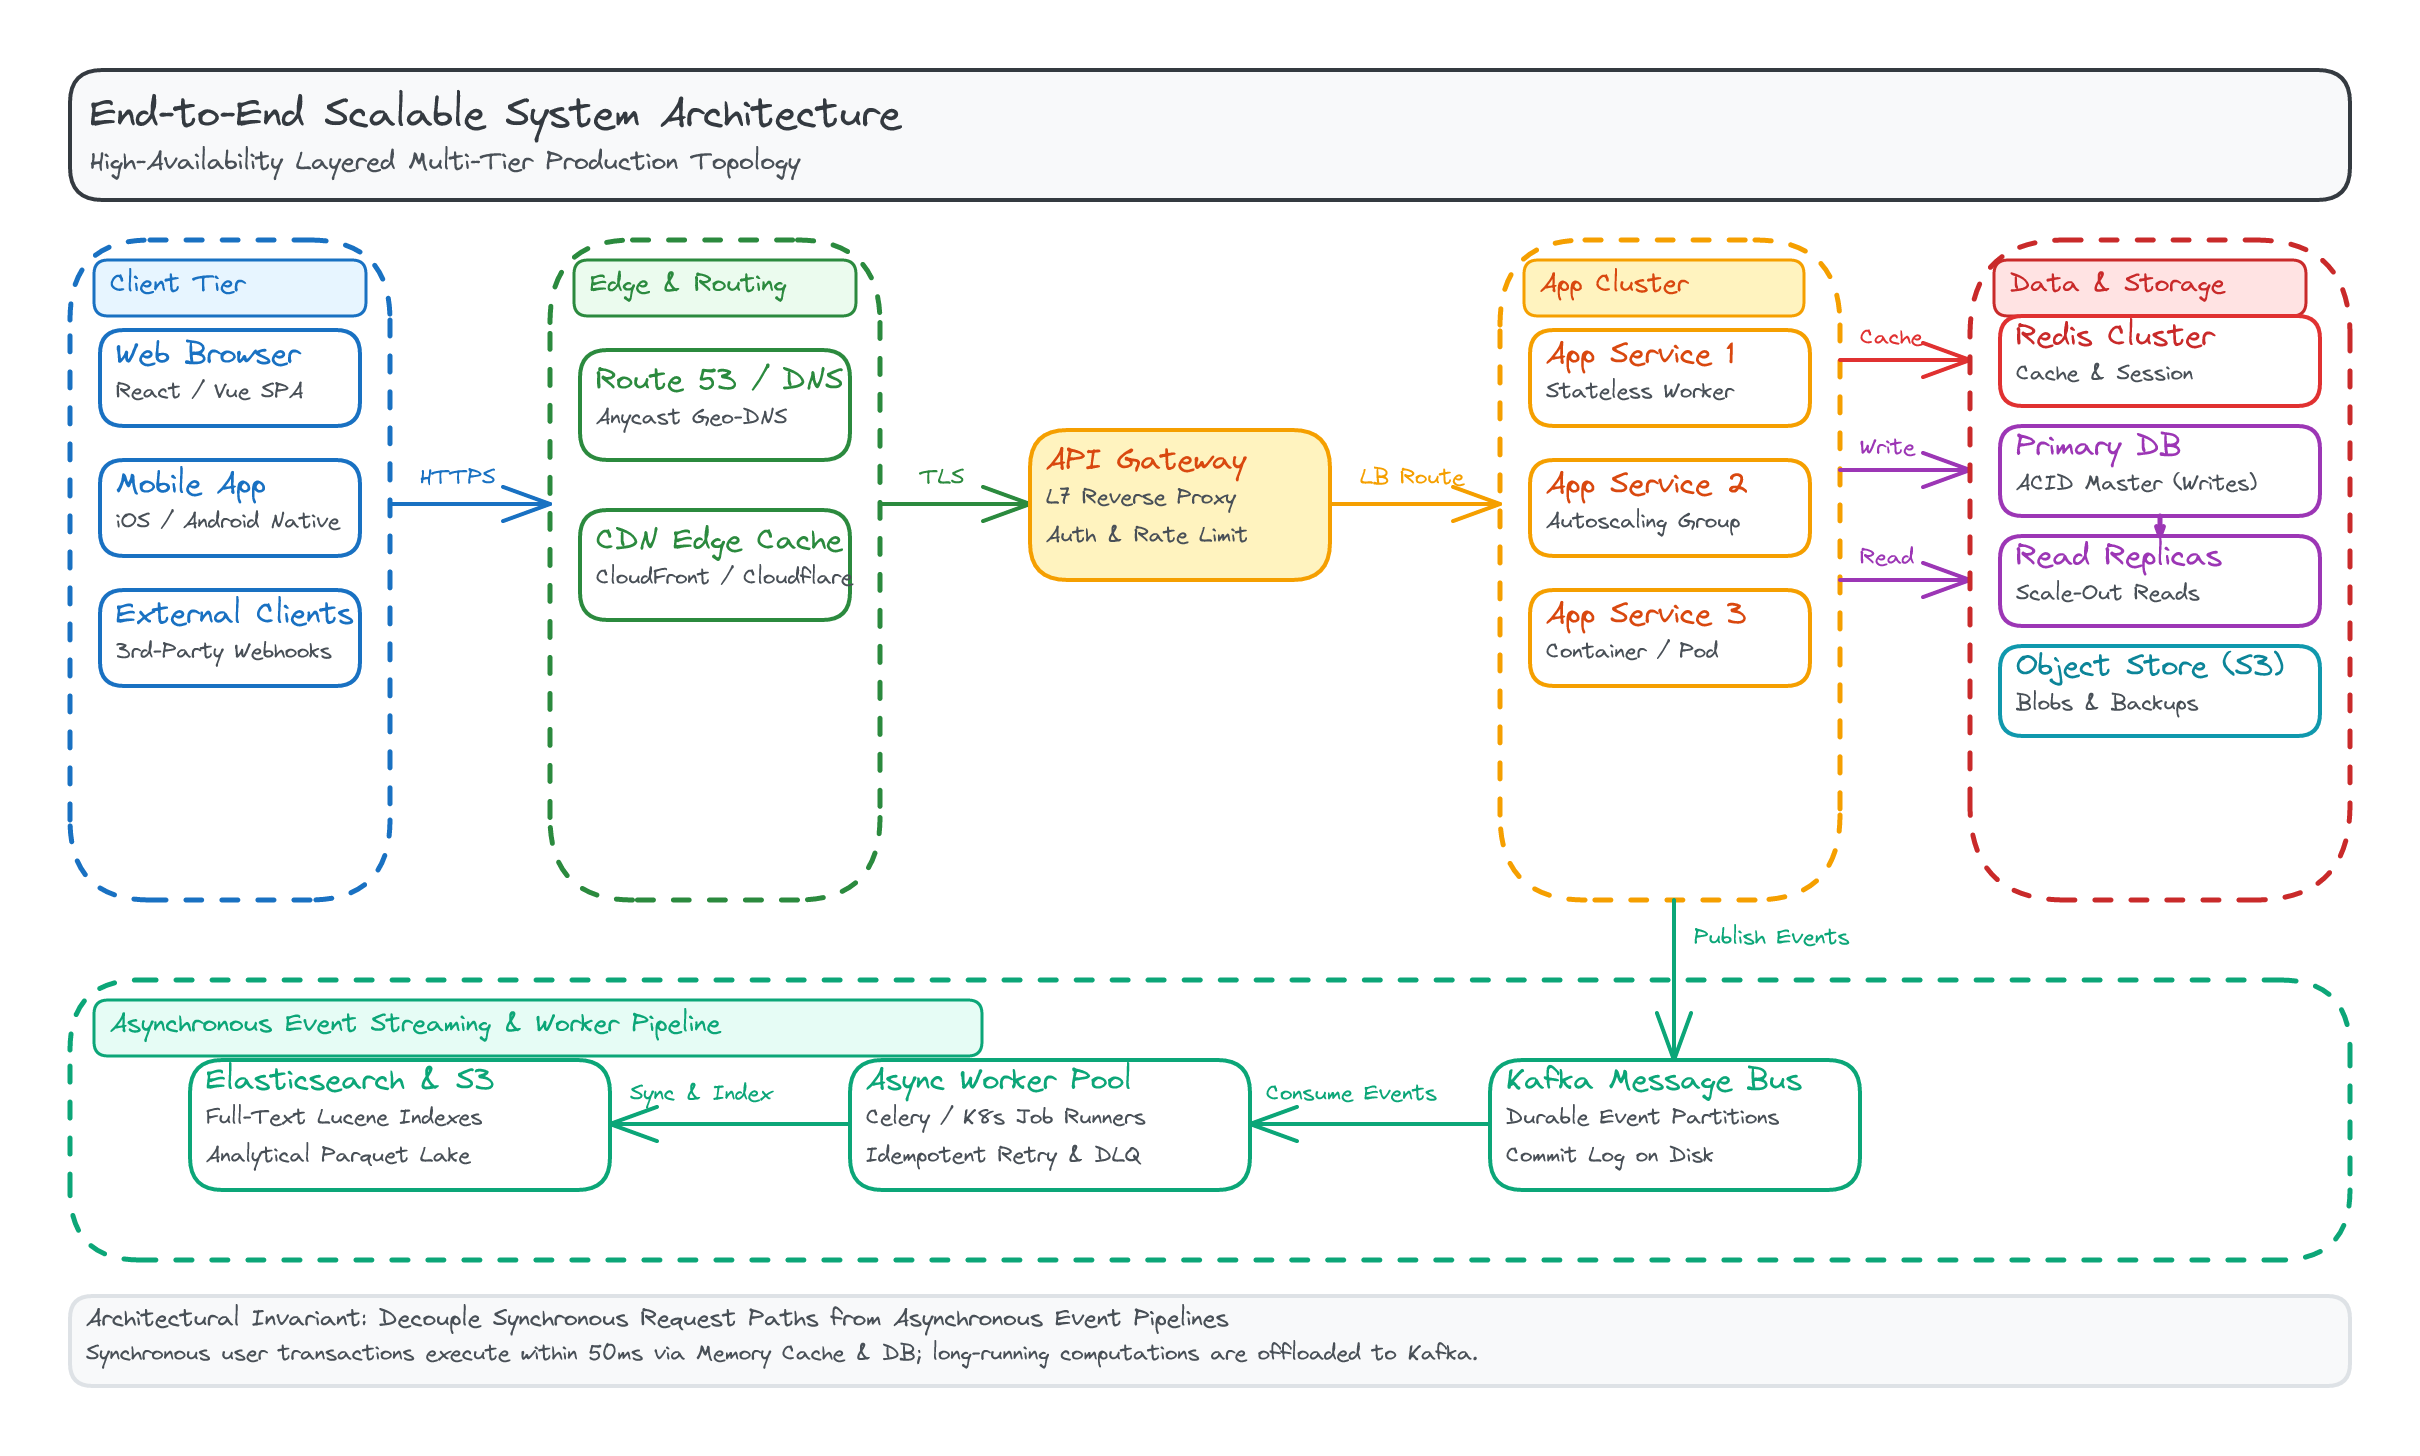 End-to-End Scalable System Architecture
High-Availability Layered Multi-Tier Production Topology
Client Tier
Web Browser
React / Vue SPA
Mobile App
iOS / Android Native
External Clients
3rd-Party Webhooks
HTTPS
Edge & Routing
Route 53 / DNS
Anycast Geo-DNS
CDN Edge Cache
CloudFront / Cloudflare
TLS
API Gateway
L7 Reverse Proxy
Auth & Rate Limit
LB Route
App Cluster
App Service 1
Stateless Worker
App Service 2
Autoscaling Group
App Service 3
Container / Pod
Cache
Write
Read
Data & Storage
Redis Cluster
Cache & Session
Primary DB
ACID Master (Writes)
Read Replicas
Scale-Out Reads
Object Store (S3)
Blobs & Backups
Publish Events
Asynchronous Event Streaming & Worker Pipeline
Elasticsearch & S3
Full-Text Lucene Indexes
Analytical Parquet Lake
Sync & Index
Async Worker Pool
Celery / K8s Job Runners
Idempotent Retry & DLQ
Consume Events
Kafka Message Bus
Durable Event Partitions
Commit Log on Disk
Architectural Invariant: Decouple Synchronous Request Paths from Asynchronous Event Pipelines
Synchronous user transactions execute within 50ms via Memory Cache & DB; long-running computations are offloaded to Kafka.